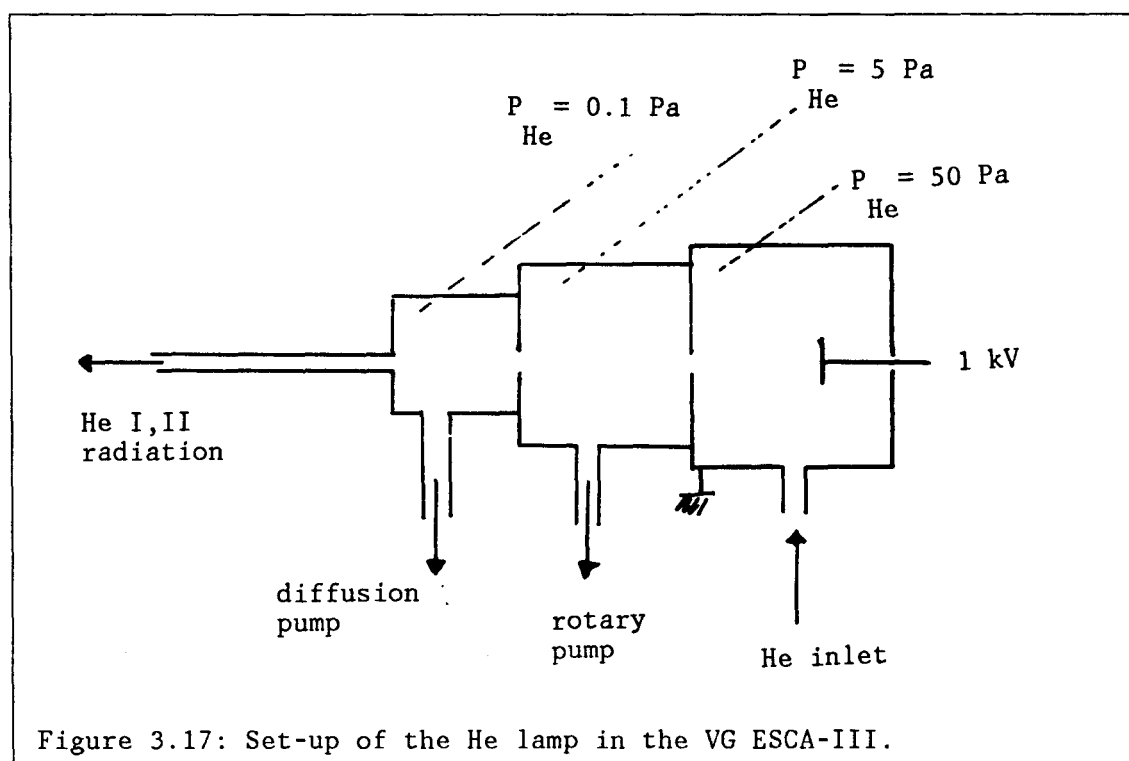 P = 5 Pa
He
P = 0.1 Pa
He
P = 50 Pa
He
1 kV
He I,II
radiation
diffusion
pump
rotary
pump
He inlet
Figure 3.17: Set-up of the He lamp in the VG ESCA-III.